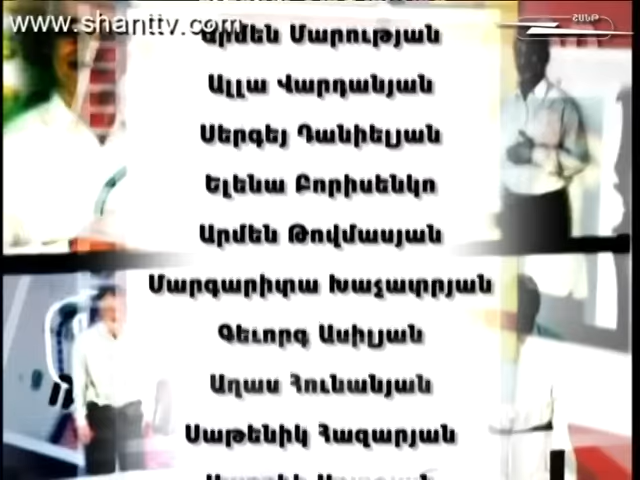 www.shanttv.com
ՇԱՆԹ
Արմեն Մարության
Ալլա Վարդանյան
Սերգեյ Դանիելյան
Ելենա Բորիսենկո
Արմեն Թովմասյան
Մարգարիտա Խաչատրյան
Գեւորգ Ասիլյան
Աղաս Հունանյան
Սաթենիկ Հազարյան